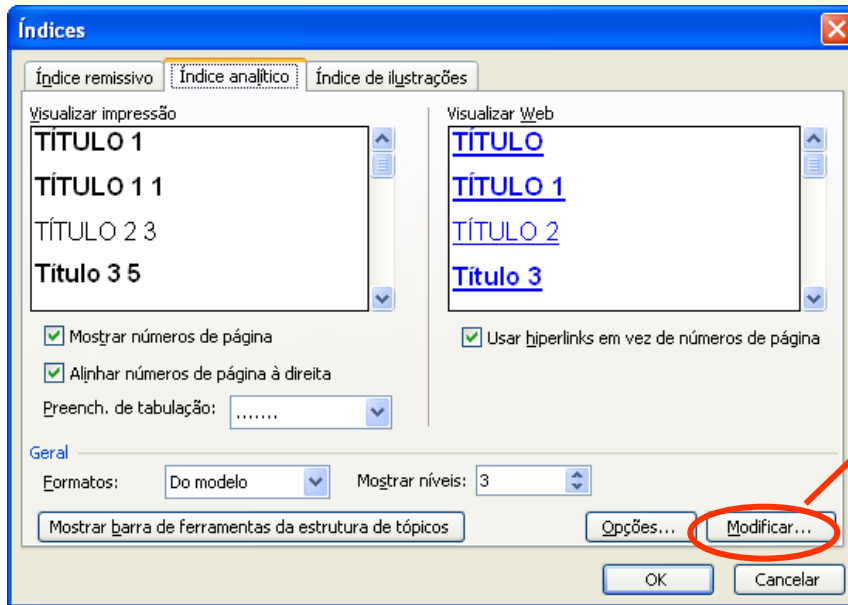 Índices
Índice remissivo Índice analítico Índice de ilustrações
Visualizar impressão
TÍTULO 1
TÍTULO 1 1
TÍTULO 2 3
Título 3 5
Visualizar Web
TÍTULO
TÍTULO 1
TÍTULO 2
Título 3
Mostrar números de página
Alinhar números de página à direita
Preench. de tabulação: .......
Usar hiperlinks em vez de números de página
Geral
Formatos: Do modelo Mostrar níveis: 3
Mostrar barra de ferramentas da estrutura de tópicos Opções... Modificar...
OK Cancelar